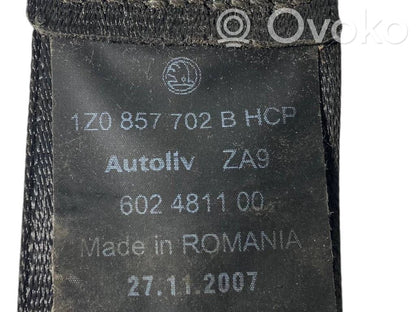 Ovoko
1Z0 857 702 B HCP
Autoliv ZA9
602 4811 00
Made in ROMANIA
27.11.2007